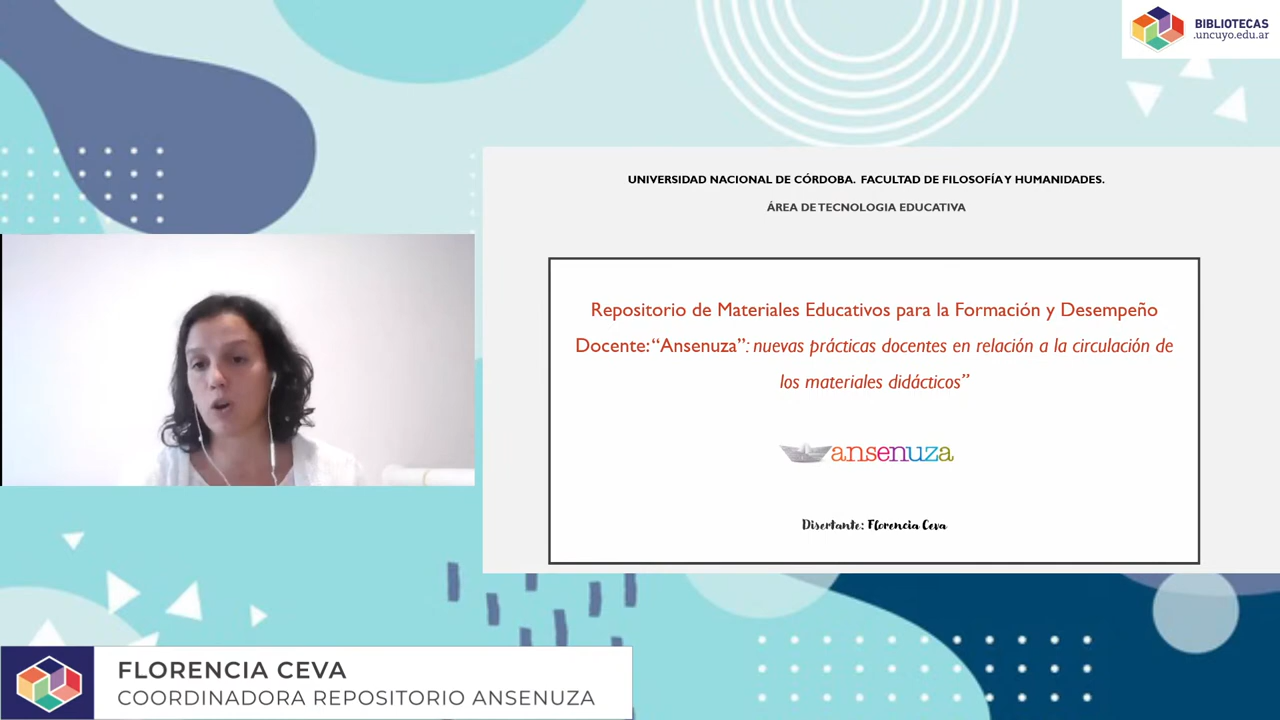 BIBLIOTECAS
.uncuyo.edu.ar
UNIVERSIDAD NACIONAL DE CÓRDOBA. FACULTAD DE FILOSOFÍA Y HUMANIDADES.
ÁREA DE TECNOLOGIA EDUCATIVA
Repositorio de Materiales Educativos para la Formación y Desempeño
Docente: “Ansenuza”: nuevas prácticas docentes en relación a la circulación de
los materiales didácticos”
ansenuza
Disertante: Florencia Ceva
FLORENCIA CEVA
COORDINADORA REPOSITORIO ANSENUZA